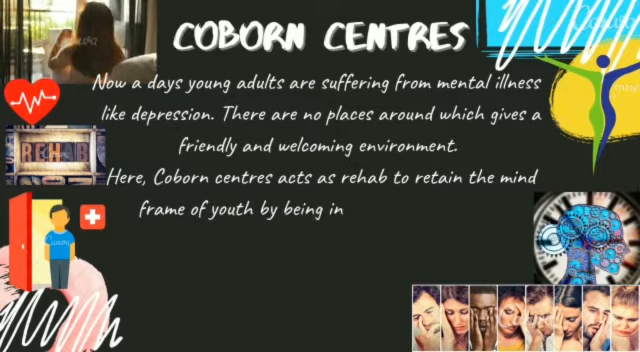 COBORN CENTRES
Now a days young adults are suffering from mental illness
like depression. There are no places around which gives a
friendly and welcoming environment.
Here, Coborn centres acts as rehab to retain the mind
frame of youth by being in
REHAB
Canva